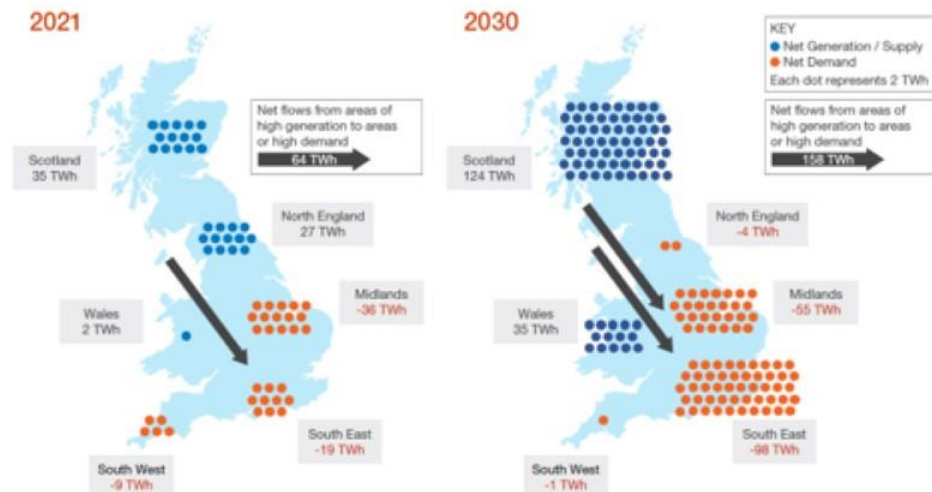 2021
Net flows from areas of
high generation to areas
or high demand
64 TWh
Scotland
35 TWh
North England
27 TWh
Midlands
-36 TWh
Wales
2 TWh
South East
-19 TWh
South West
-9 TWh
2030
KEY
Net Generation / Supply
Net Demand
Each dot represents 2 TWh
Net flows from areas of
high generation to areas
or high demand
158 TWh
Scotland
124 TWh
North England
-4 TWh
Midlands
-55 TWh
Wales
35 TWh
South East
-98 TWh
South West
-1 TWh